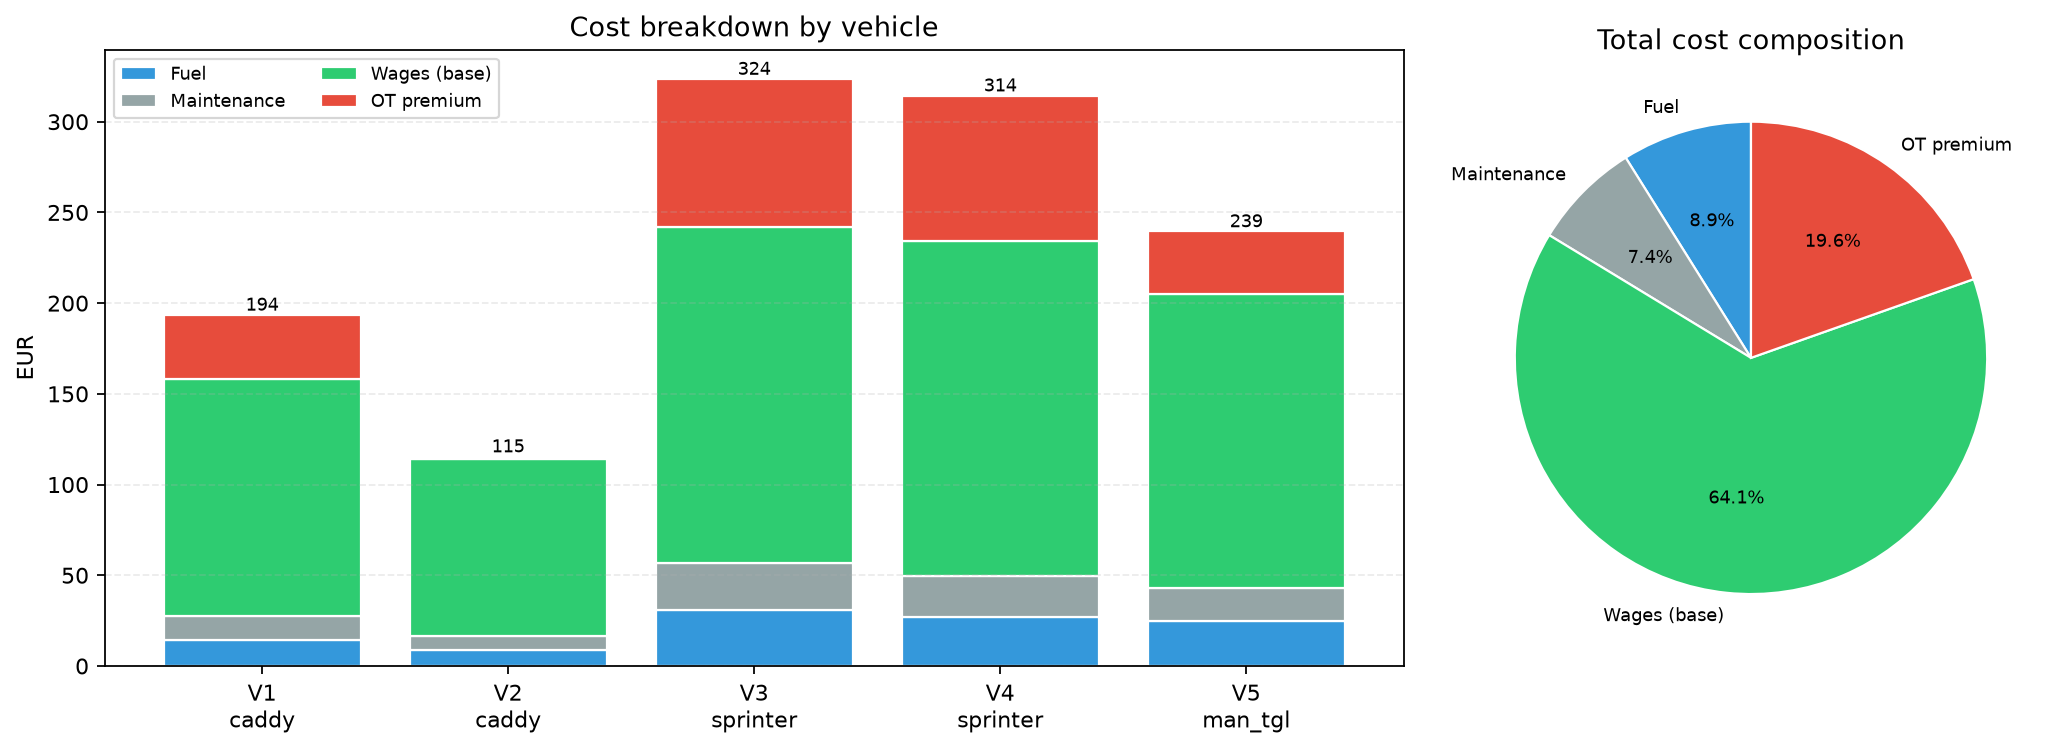 Cost breakdown by vehicle
Fuel
Maintenance
Wages (base)
OT premium
EUR
300
250
200
150
100
50
0
194
115
324
314
239
V1
caddy
V2
caddy
V3
sprinter
V4
sprinter
V5
man_tgl
Total cost composition
Fuel
8.9%
Maintenance
7.4%
Wages (base)
64.1%
OT premium
19.6%